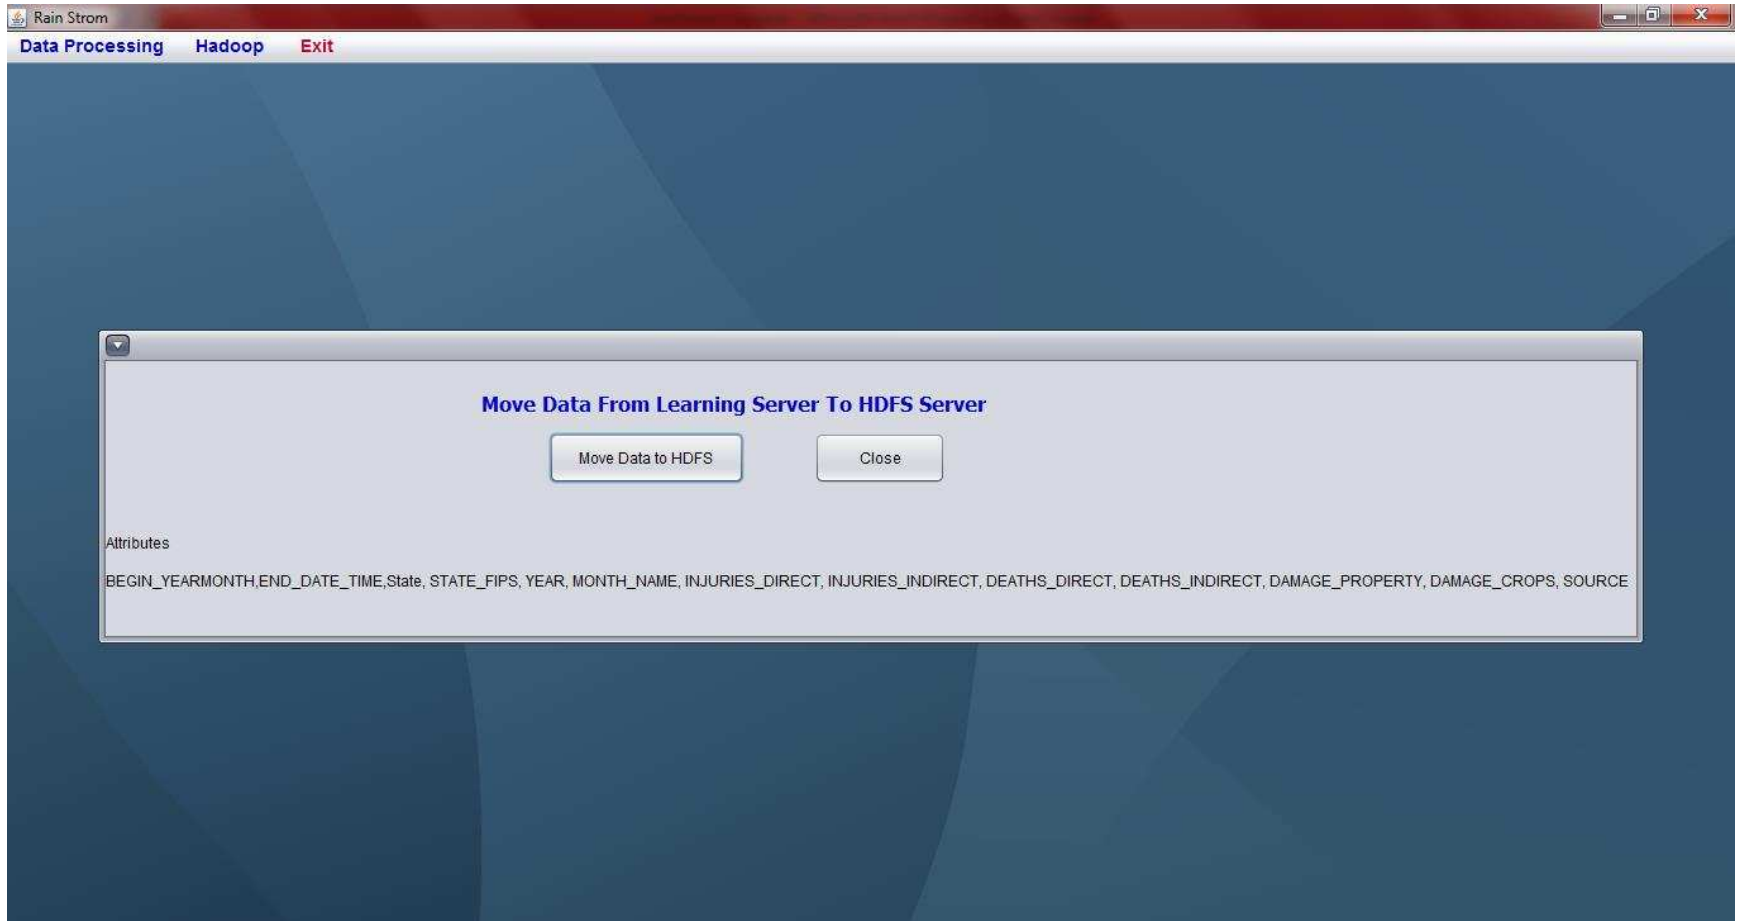 Rain Strom
Data Processing Hadoop Exit
Move Data From Learning Server To HDFS Server
Move Data to HDFS Close
Attributes
BEGIN_YEARMONTH,END_DATE_TIME,State, STATE_FIPS, YEAR, MONTH_NAME, INJURIES_DIRECT, INJURIES_INDIRECT, DEATHS_DIRECT, DEATHS_INDIRECT, DAMAGE_PROPERTY, DAMAGE_CROPS, SOURCE